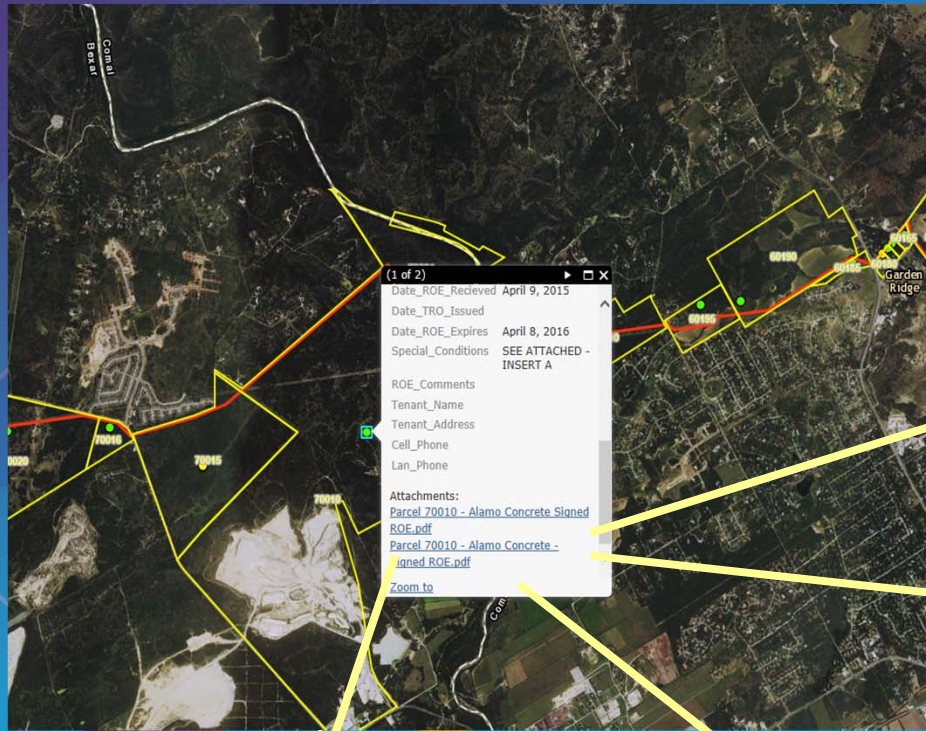 Comal
Bexar
(1 of 2)
Date_ROE_Recieved April 9, 2015
Date_TRO_Issued
Date_ROE_Expires April 8, 2016
Special_Conditions SEE ATTACHED -
INSERT A
ROE_Comments
Tenant_Name
Tenant_Address
Cell_Phone
Lan_Phone
Attachments:
Parcel 70010 - Alamo Concrete Signed
ROE.pdf
Parcel 70010 - Alamo Concrete -
Signed ROE.pdf
Zoom to
60165
60190
60185
60180
Garden
Ridge
60195
70016
70015
70010